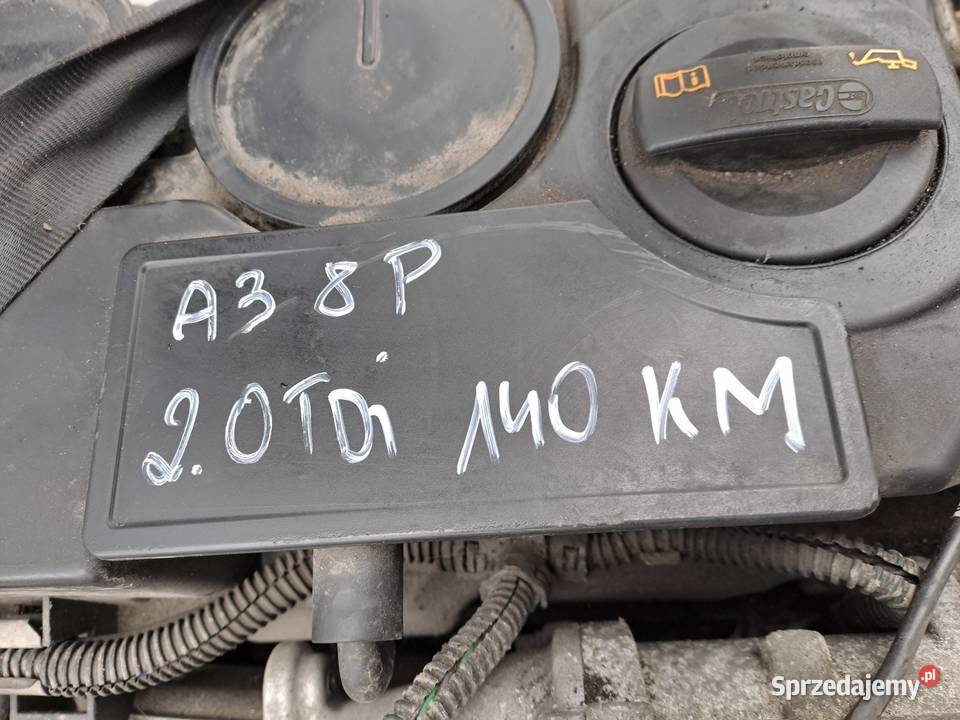 Castrol
A3 8P
2.0TDi 140 KM
Sprzedajemy.pl